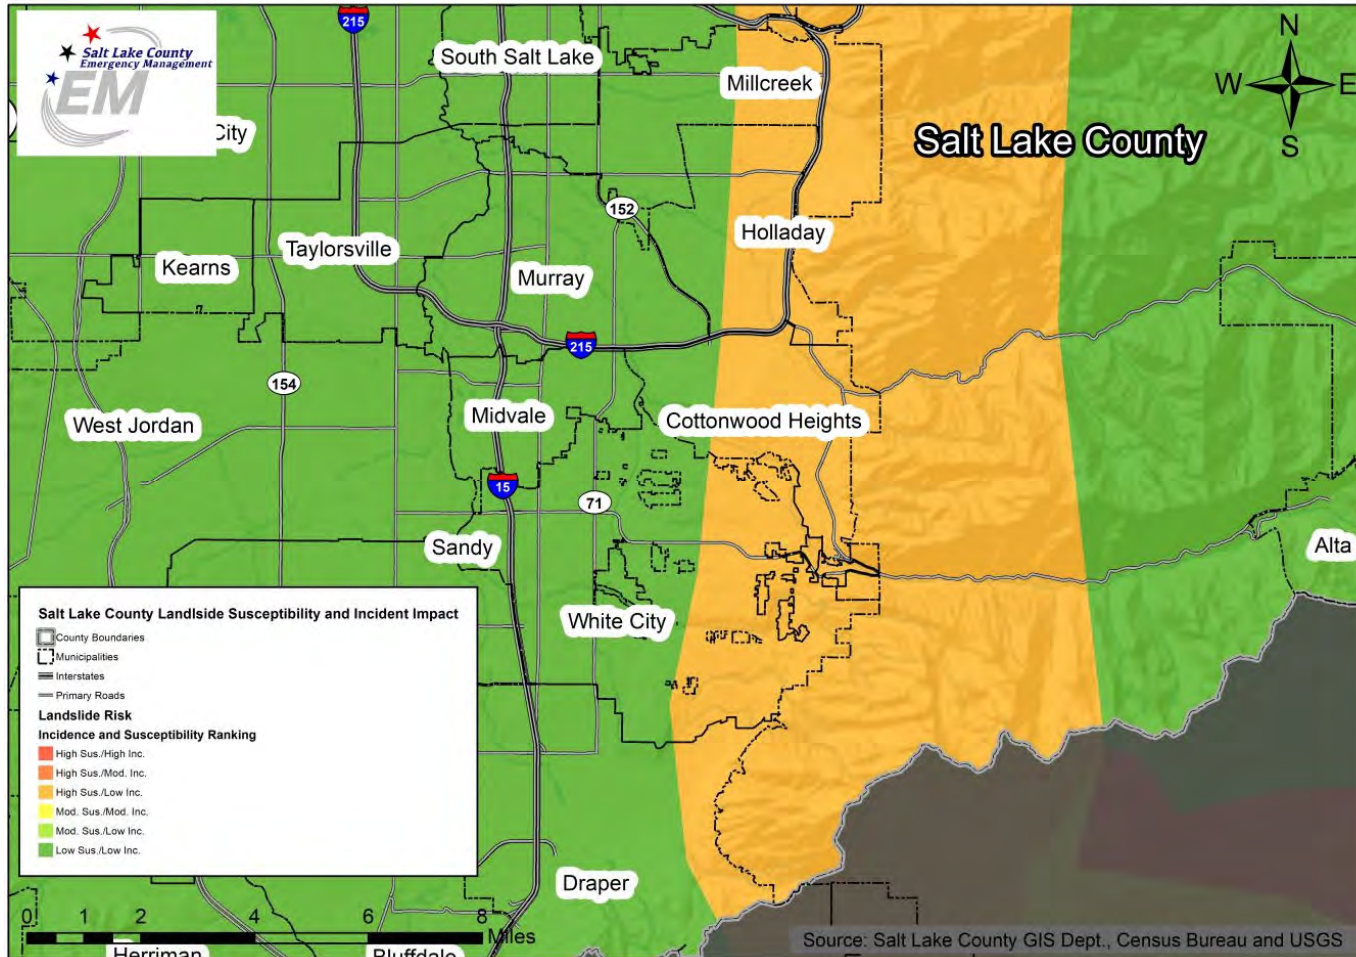 215
Salt Lake County
Emergency Management
EM
City
South Salt Lake
Millcreek
N
W
E
S
Salt Lake County
152
Holladay
Taylorsville
Kearns
Murray
215
154
West Jordan
Midvale
Cottonwood Heights
15
71
Sandy
Alta
White City
Salt Lake County Landslide Susceptibility and Incident Impact
County Boundaries
Municipalities
Interstates
Primary Roads
Landslide Risk
Incidence and Susceptibility Ranking
High Sus./High Inc.
High Sus./Mod. Inc.
High Sus./Low Inc.
Mod. Sus./Mod. Inc.
Mod. Sus./Low Inc.
Low Sus./Low Inc.
Draper
0 1 2 4 6 8
Miles
Herriman
Bluffdale
Source: Salt Lake County GIS Dept., Census Bureau and USGS